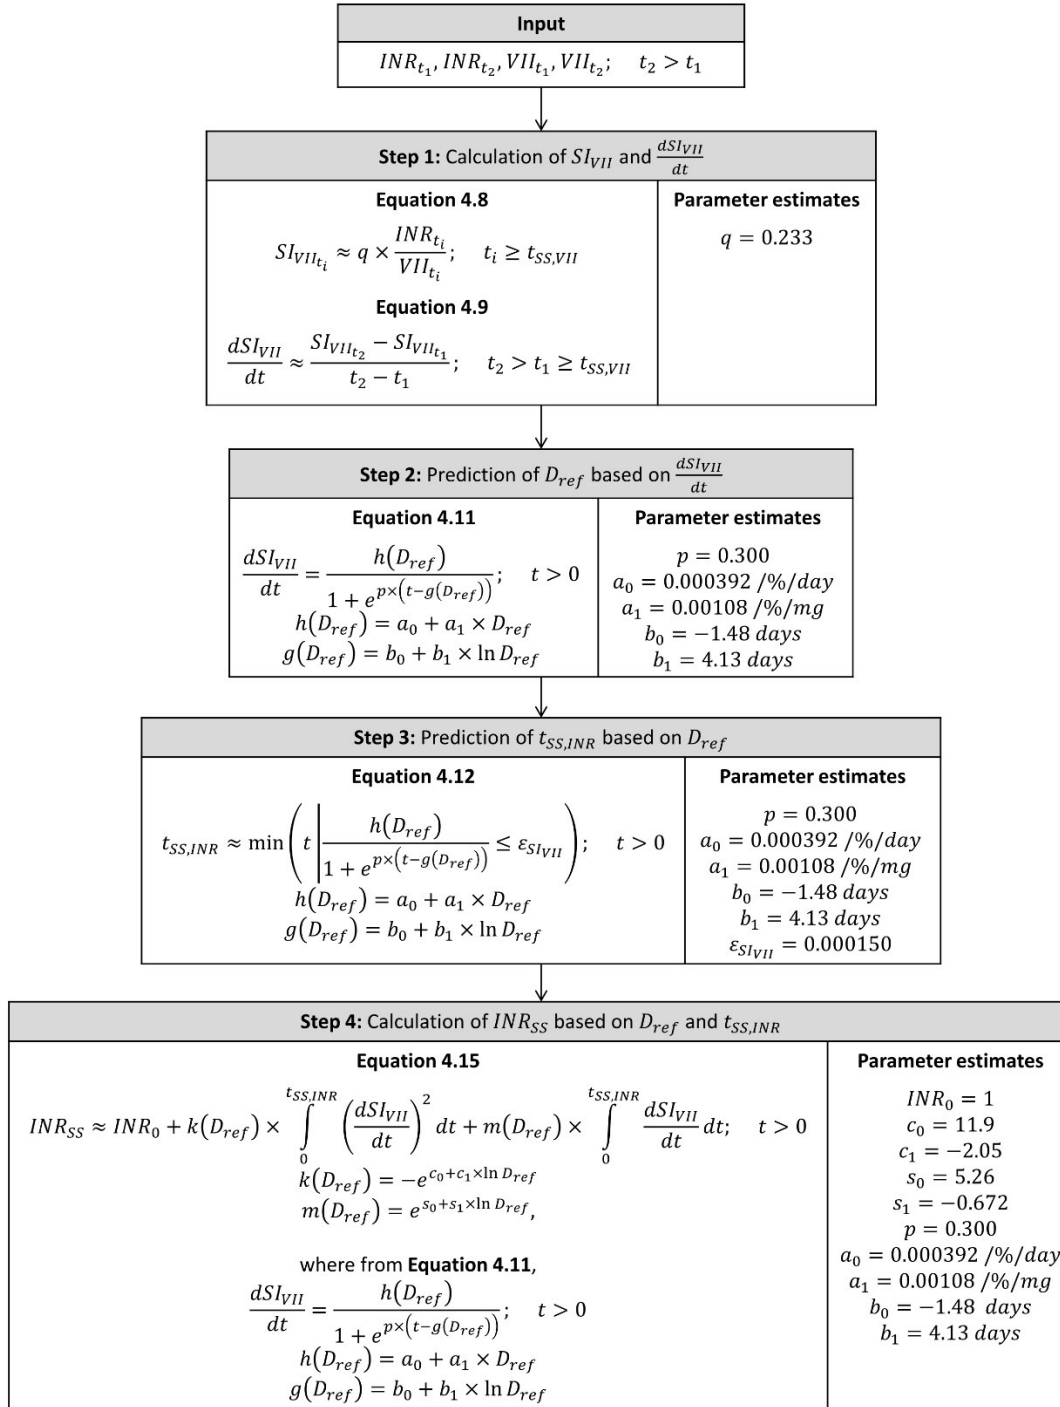 Input
INR_{t_1}, INR_{t_2}, VII_{t_1}, VII_{t_2}; t_2 > t_1
Step 1: Calculation of SI_{VII} and \frac{dSI_{VII}}{dt}
Equation 4.8
SI_{VII_{t_i}} ≈ q × \frac{INR_{t_i}}{VII_{t_i}}; t_i ≥ t_{SS,VII}
Equation 4.9
\frac{dSI_{VII}}{dt} ≈ \frac{SI_{VII_{t_2}} − SI_{VII_{t_1}}}{t_2 − t_1}; t_2 > t_1 ≥ t_{SS,VII}
Parameter estimates
q = 0.233
Step 2: Prediction of D_{ref} based on \frac{dSI_{VII}}{dt}
Equation 4.11
\frac{dSI_{VII}}{dt} = \frac{h(D_{ref})}{1 + e^{p×(t−g(D_{ref}))}}; t > 0
h(D_{ref}) = a_0 + a_1 × D_{ref}
g(D_{ref}) = b_0 + b_1 × ln D_{ref}
Parameter estimates
p = 0.300
a_0 = 0.000392 /%/day
a_1 = 0.00108 /%/mg
b_0 = −1.48 days
b_1 = 4.13 days
Step 3: Prediction of t_{SS,INR} based on D_{ref}
Equation 4.12
t_{SS,INR} ≈ min( t | \frac{h(D_{ref})}{1 + e^{p×(t−g(D_{ref}))}} ≤ ε_{SI_{VII}} ); t > 0
h(D_{ref}) = a_0 + a_1 × D_{ref}
g(D_{ref}) = b_0 + b_1 × ln D_{ref}
Parameter estimates
p = 0.300
a_0 = 0.000392 /%/day
a_1 = 0.00108 /%/mg
b_0 = −1.48 days
b_1 = 4.13 days
ε_{SI_{VII}} = 0.000150
Step 4: Calculation of INR_{SS} based on D_{ref} and t_{SS,INR}
Equation 4.15
INR_{SS} ≈ INR_0 + k(D_{ref}) × \int_0^{t_{SS,INR}} (\frac{dSI_{VII}}{dt})^2 dt + m(D_{ref}) × \int_0^{t_{SS,INR}} \frac{dSI_{VII}}{dt} dt; t > 0
k(D_{ref}) = −e^{c_0+c_1×ln D_{ref}}
m(D_{ref}) = e^{s_0+s_1×ln D_{ref}},
where from Equation 4.11,
\frac{dSI_{VII}}{dt} = \frac{h(D_{ref})}{1 + e^{p×(t−g(D_{ref}))}}; t > 0
h(D_{ref}) = a_0 + a_1 × D_{ref}
g(D_{ref}) = b_0 + b_1 × ln D_{ref}
Parameter estimates
INR_0 = 1
c_0 = 11.9
c_1 = −2.05
s_0 = 5.26
s_1 = −0.672
p = 0.300
a_0 = 0.000392 /%/day
a_1 = 0.00108 /%/mg
b_0 = −1.48 days
b_1 = 4.13 days